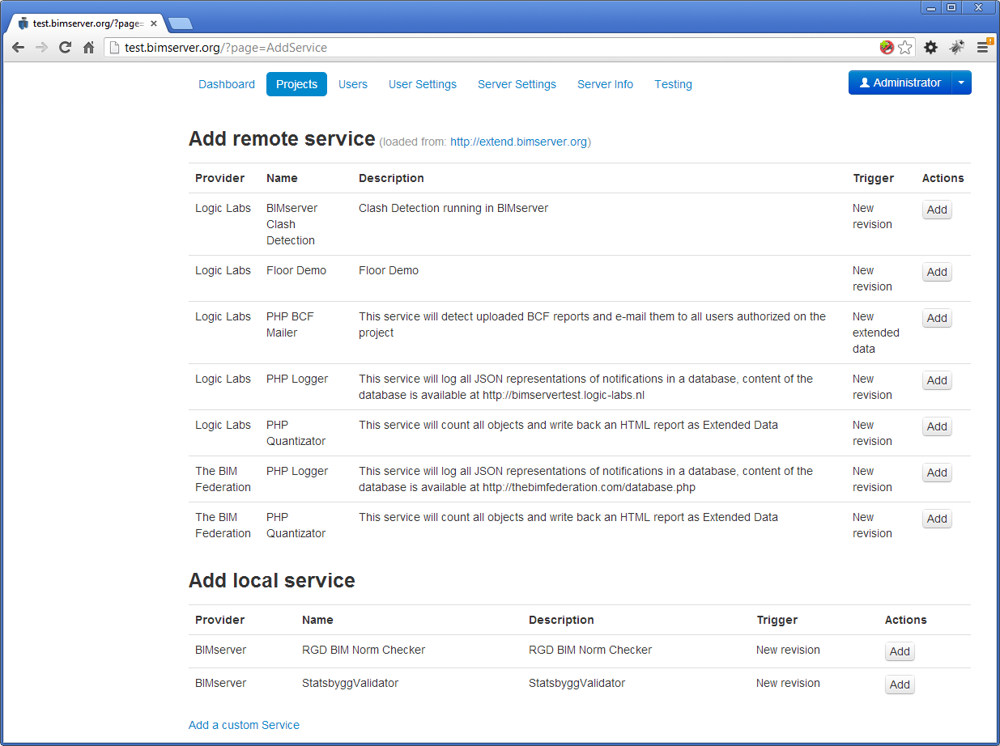 test.bimserver.org/?page=
test.bimserver.org/?page=AddService
Dashboard Projects Users User Settings Server Settings Server Info Testing Administrator
Add remote service (loaded from: http://extend.bimserver.org)
Provider Name Description Trigger Actions
Logic Labs BIMserver Clash Detection running in BIMserver New Add
Clash revision
Detection
Logic Labs Floor Demo Floor Demo New Add
revision
Logic Labs PHP BCF This service will detect uploaded BCF reports and e-mail them to all users authorized on the New Add
Mailer project extended
data
Logic Labs PHP Logger This service will log all JSON representations of notifications in a database, content of the New Add
database is available at http://bimservertest.logic-labs.nl revision
Logic Labs PHP This service will count all objects and write back an HTML report as Extended Data New Add
Quantizator revision
The BIM PHP Logger This service will log all JSON representations of notifications in a database, content of the New Add
Federation database is available at http://thebimfederation.com/database.php revision
The BIM PHP This service will count all objects and write back an HTML report as Extended Data New Add
Federation Quantizator revision
Add local service
Provider Name Description Trigger Actions
BIMserver RGD BIM Norm Checker RGD BIM Norm Checker New revision Add
BIMserver StatsbyggValidator StatsbyggValidator New revision Add
Add a custom Service